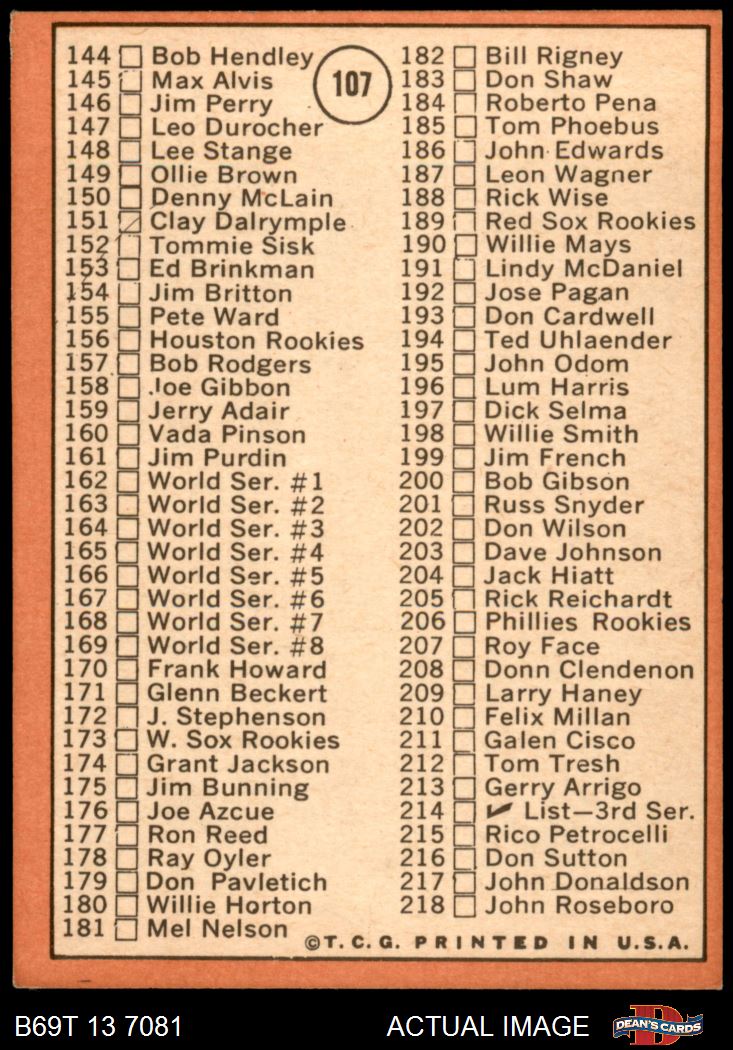 107
144 Bob Hendley
145 Max Alvis
146 Jim Perry
147 Leo Durocher
148 Lee Stange
149 Ollie Brown
150 Denny McLain
151 Clay Dalrymple
152 Tommie Sisk
153 Ed Brinkman
154 Jim Britton
155 Pete Ward
156 Houston Rookies
157 Bob Rodgers
158 Joe Gibbon
159 Jerry Adair
160 Vada Pinson
161 Jim Purdin
162 World Ser. #1
163 World Ser. #2
164 World Ser. #3
165 World Ser. #4
166 World Ser. #5
167 World Ser. #6
168 World Ser. #7
169 World Ser. #8
170 Frank Howard
171 Glenn Beckert
172 J. Stephenson
173 W. Sox Rookies
174 Grant Jackson
175 Jim Bunning
176 Joe Azcue
177 Ron Reed
178 Ray Oyler
179 Don Pavletich
180 Willie Horton
181 Mel Nelson
182 Bill Rigney
183 Don Shaw
184 Roberto Pena
185 Tom Phoebus
186 John Edwards
187 Leon Wagner
188 Rick Wise
189 Red Sox Rookies
190 Willie Mays
191 Lindy McDaniel
192 Jose Pagan
193 Don Cardwell
194 Ted Uhlaender
195 John Odom
196 Lum Harris
197 Dick Selma
198 Willie Smith
199 Jim French
200 Bob Gibson
201 Russ Snyder
202 Don Wilson
203 Dave Johnson
204 Jack Hiatt
205 Rick Reichardt
206 Phillies Rookies
207 Roy Face
208 Donn Clendenon
209 Larry Haney
210 Felix Millan
211 Galen Cisco
212 Tom Tresh
213 Gerry Arrigo
214 ✓ List—3rd Ser.
215 Rico Petrocelli
216 Don Sutton
217 John Donaldson
218 John Roseboro
©T.C.G. PRINTED IN U.S.A.
B69T 13 7081
ACTUAL IMAGE
D
DEAN'S CARDS